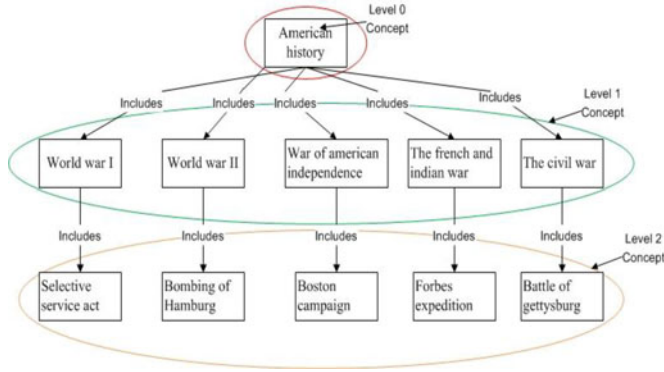 Level 0
Concept
American
history
Includes
Includes
Includes
Includes
Includes
Level 1
Concept
World war I
World war II
War of american
independence
The french and
indian war
The civil war
Includes
Includes
Includes
Includes
Includes
Level 2
Concept
Selective
service act
Bombing of
Hamburg
Boston
campaign
Forbes
expedition
Battle of
gettysburg